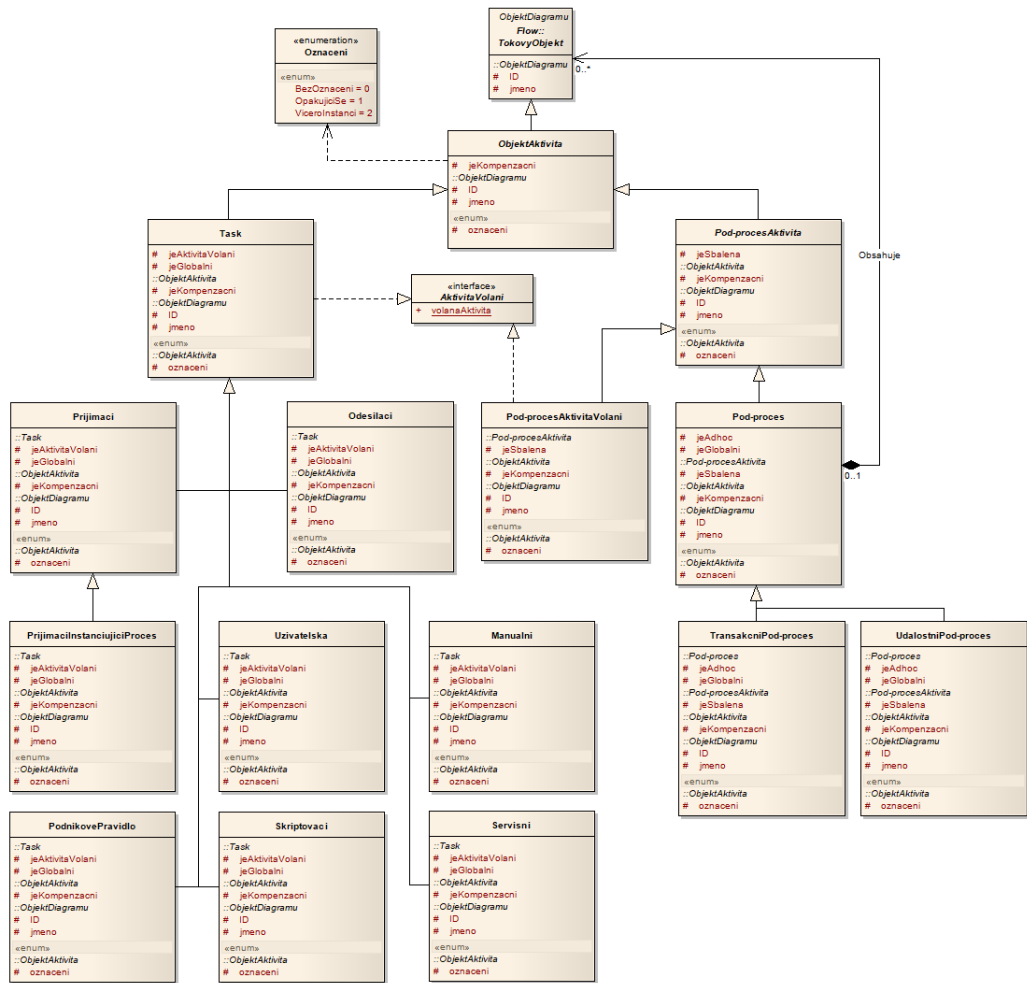 «enumeration»
Oznaceni
«enum»
BezOznaceni = 0
OpakujiciSe = 1
ViceroInstanci = 2
ObjektDiagramu
Flow::
TokovyObjekt
::ObjektDiagramu
# ID
# jmeno
0..*
ObjektAktivita
# jeKompenzacni
::ObjektDiagramu
# ID
# jmeno
«enum»
# oznaceni
Task
# jeAktivitaVolani
# jeGlobalni
::ObjektAktivita
# jeKompenzacni
::ObjektDiagramu
# ID
# jmeno
«enum»
::ObjektAktivita
# oznaceni
«interface»
AktivitaVolani
+ volanaAktivita
Pod-procesAktivita
# jeSbalena
::ObjektAktivita
# jeKompenzacni
::ObjektDiagramu
# ID
# jmeno
«enum»
::ObjektAktivita
# oznaceni
Obsahuje
Prijimaci
::Task
# jeAktivitaVolani
# jeGlobalni
::ObjektAktivita
# jeKompenzacni
::ObjektDiagramu
# ID
# jmeno
«enum»
::ObjektAktivita
# oznaceni
Odesilaci
::Task
# jeAktivitaVolani
# jeGlobalni
::ObjektAktivita
# jeKompenzacni
::ObjektDiagramu
# ID
# jmeno
«enum»
::ObjektAktivita
# oznaceni
Pod-procesAktivitaVolani
::Pod-procesAktivita
# jeSbalena
::ObjektAktivita
# jeKompenzacni
::ObjektDiagramu
# ID
# jmeno
«enum»
::ObjektAktivita
# oznaceni
Pod-proces
# jeAdhoc
# jeGlobalni
::Pod-procesAktivita
# jeSbalena
::ObjektAktivita
# jeKompenzacni
::ObjektDiagramu
# ID
# jmeno
«enum»
::ObjektAktivita
# oznaceni
0..1
PrijimaciInstanciujiciProces
::Task
# jeAktivitaVolani
# jeGlobalni
::ObjektAktivita
# jeKompenzacni
::ObjektDiagramu
# ID
# jmeno
«enum»
::ObjektAktivita
# oznaceni
Uzivatelska
::Task
# jeAktivitaVolani
# jeGlobalni
::ObjektAktivita
# jeKompenzacni
::ObjektDiagramu
# ID
# jmeno
«enum»
::ObjektAktivita
# oznaceni
Manualni
::Task
# jeAktivitaVolani
# jeGlobalni
::ObjektAktivita
# jeKompenzacni
::ObjektDiagramu
# ID
# jmeno
«enum»
::ObjektAktivita
# oznaceni
TransakcniPod-proces
::Pod-proces
# jeAdhoc
# jeGlobalni
::Pod-procesAktivita
# jeSbalena
::ObjektAktivita
# jeKompenzacni
::ObjektDiagramu
# ID
# jmeno
«enum»
::ObjektAktivita
# oznaceni
UdalostniPod-proces
::Pod-proces
# jeAdhoc
# jeGlobalni
::Pod-procesAktivita
# jeSbalena
::ObjektAktivita
# jeKompenzacni
::ObjektDiagramu
# ID
# jmeno
«enum»
::ObjektAktivita
# oznaceni
PodnikovePravidlo
::Task
# jeAktivitaVolani
# jeGlobalni
::ObjektAktivita
# jeKompenzacni
::ObjektDiagramu
# ID
# jmeno
«enum»
::ObjektAktivita
# oznaceni
Skriptovaci
::Task
# jeAktivitaVolani
# jeGlobalni
::ObjektAktivita
# jeKompenzacni
::ObjektDiagramu
# ID
# jmeno
«enum»
::ObjektAktivita
# oznaceni
Servisni
::Task
# jeAktivitaVolani
# jeGlobalni
::ObjektAktivita
# jeKompenzacni
::ObjektDiagramu
# ID
# jmeno
«enum»
::ObjektAktivita
# oznaceni